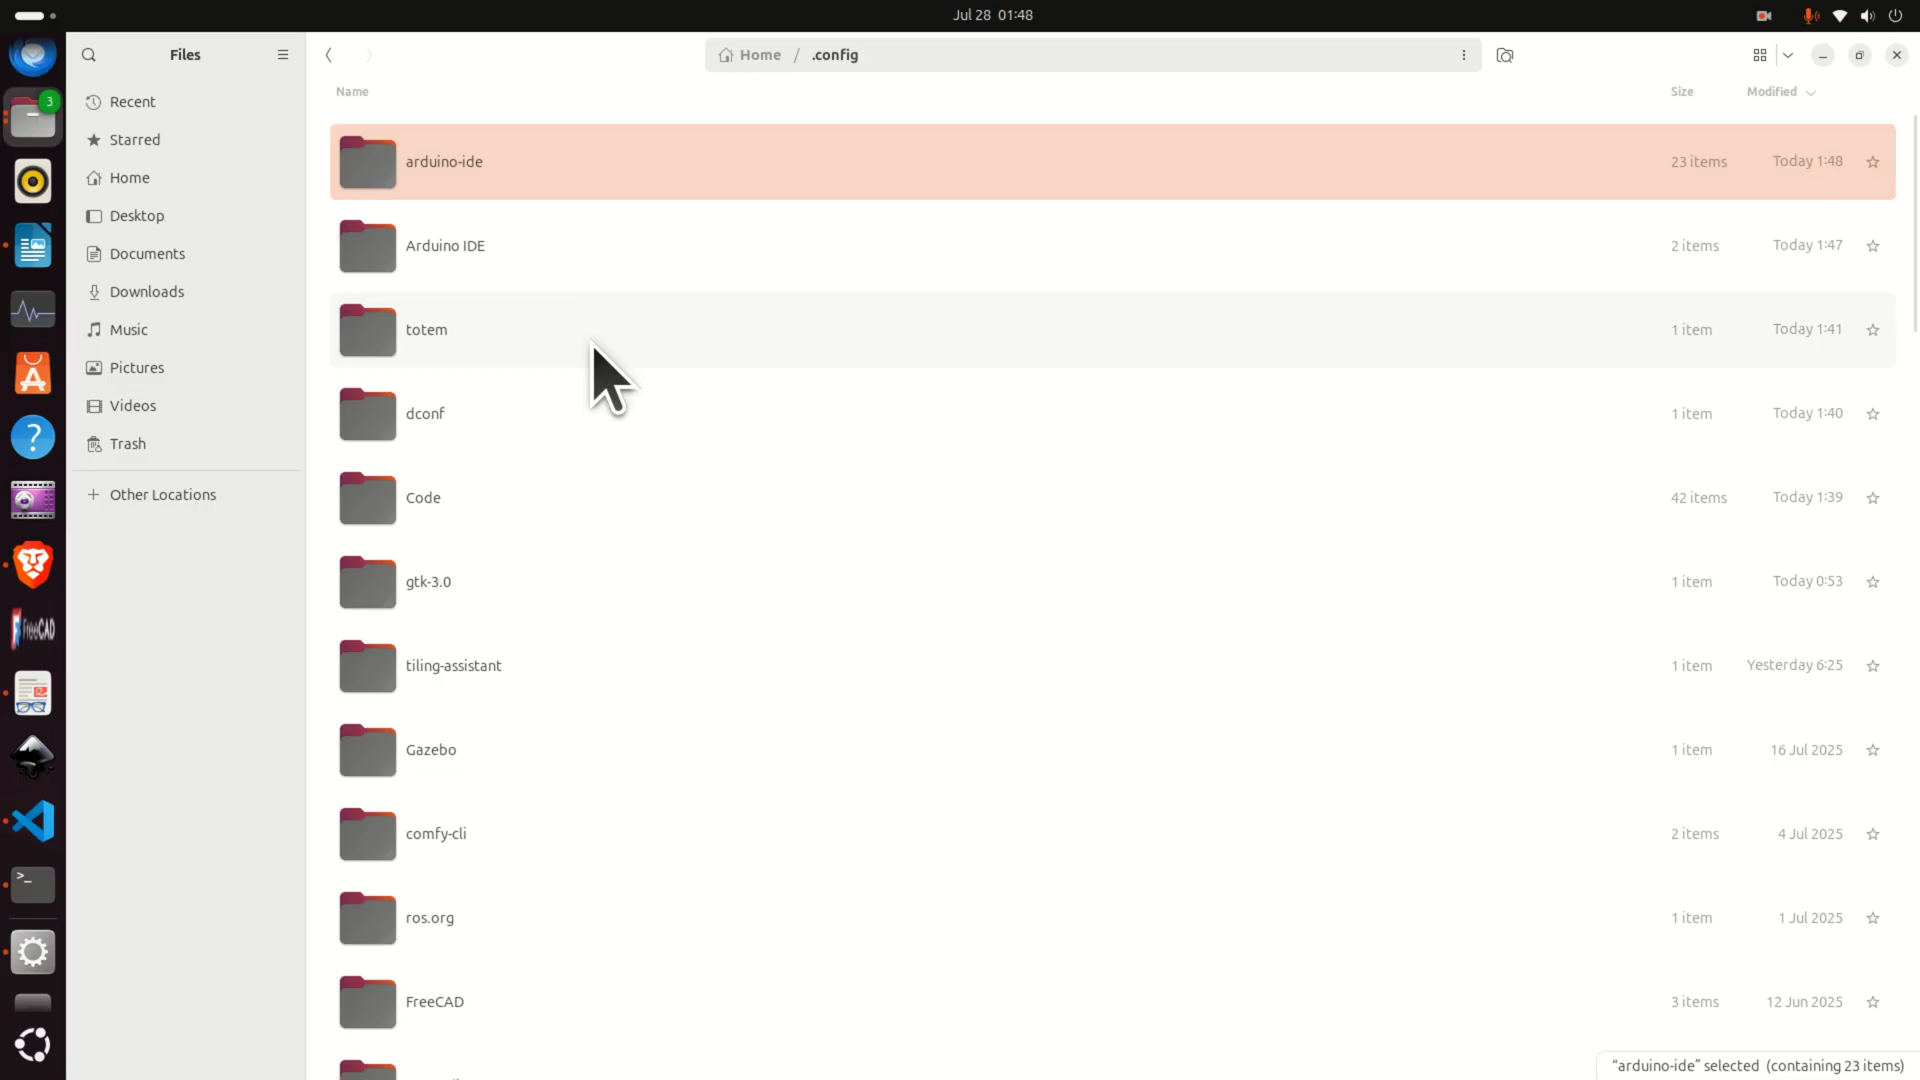 Jul 28 01:48
Files
Home / .config
3
Name Size Modified
Recent
Starred
Home
Desktop
Documents
Downloads
Music
Pictures
Videos
Trash
Other Locations
arduino-ide 23 items Today 1:48
Arduino IDE 2 items Today 1:47
totem 1 item Today 1:41
dconf 1 item Today 1:40
Code 42 items Today 1:39
gtk-3.0 1 item Today 0:53
tiling-assistant 1 item Yesterday 6:25
Gazebo 1 item 16 Jul 2025
comfy-cli 2 items 4 Jul 2025
ros.org 1 item 1 Jul 2025
FreeCAD 3 items 12 Jun 2025
FreeCAD
“arduino-ide” selected (containing 23 items)